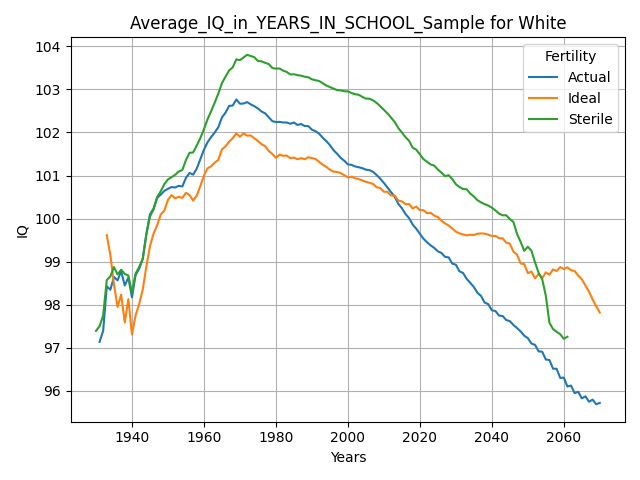 Average_IQ_in_YEARS_IN_SCHOOL_Sample for White
Fertility
Actual
Ideal
Sterile
104
103
102
101
100
99
98
97
96
IQ
1940
1960
1980
2000
2020
2040
2060
Years